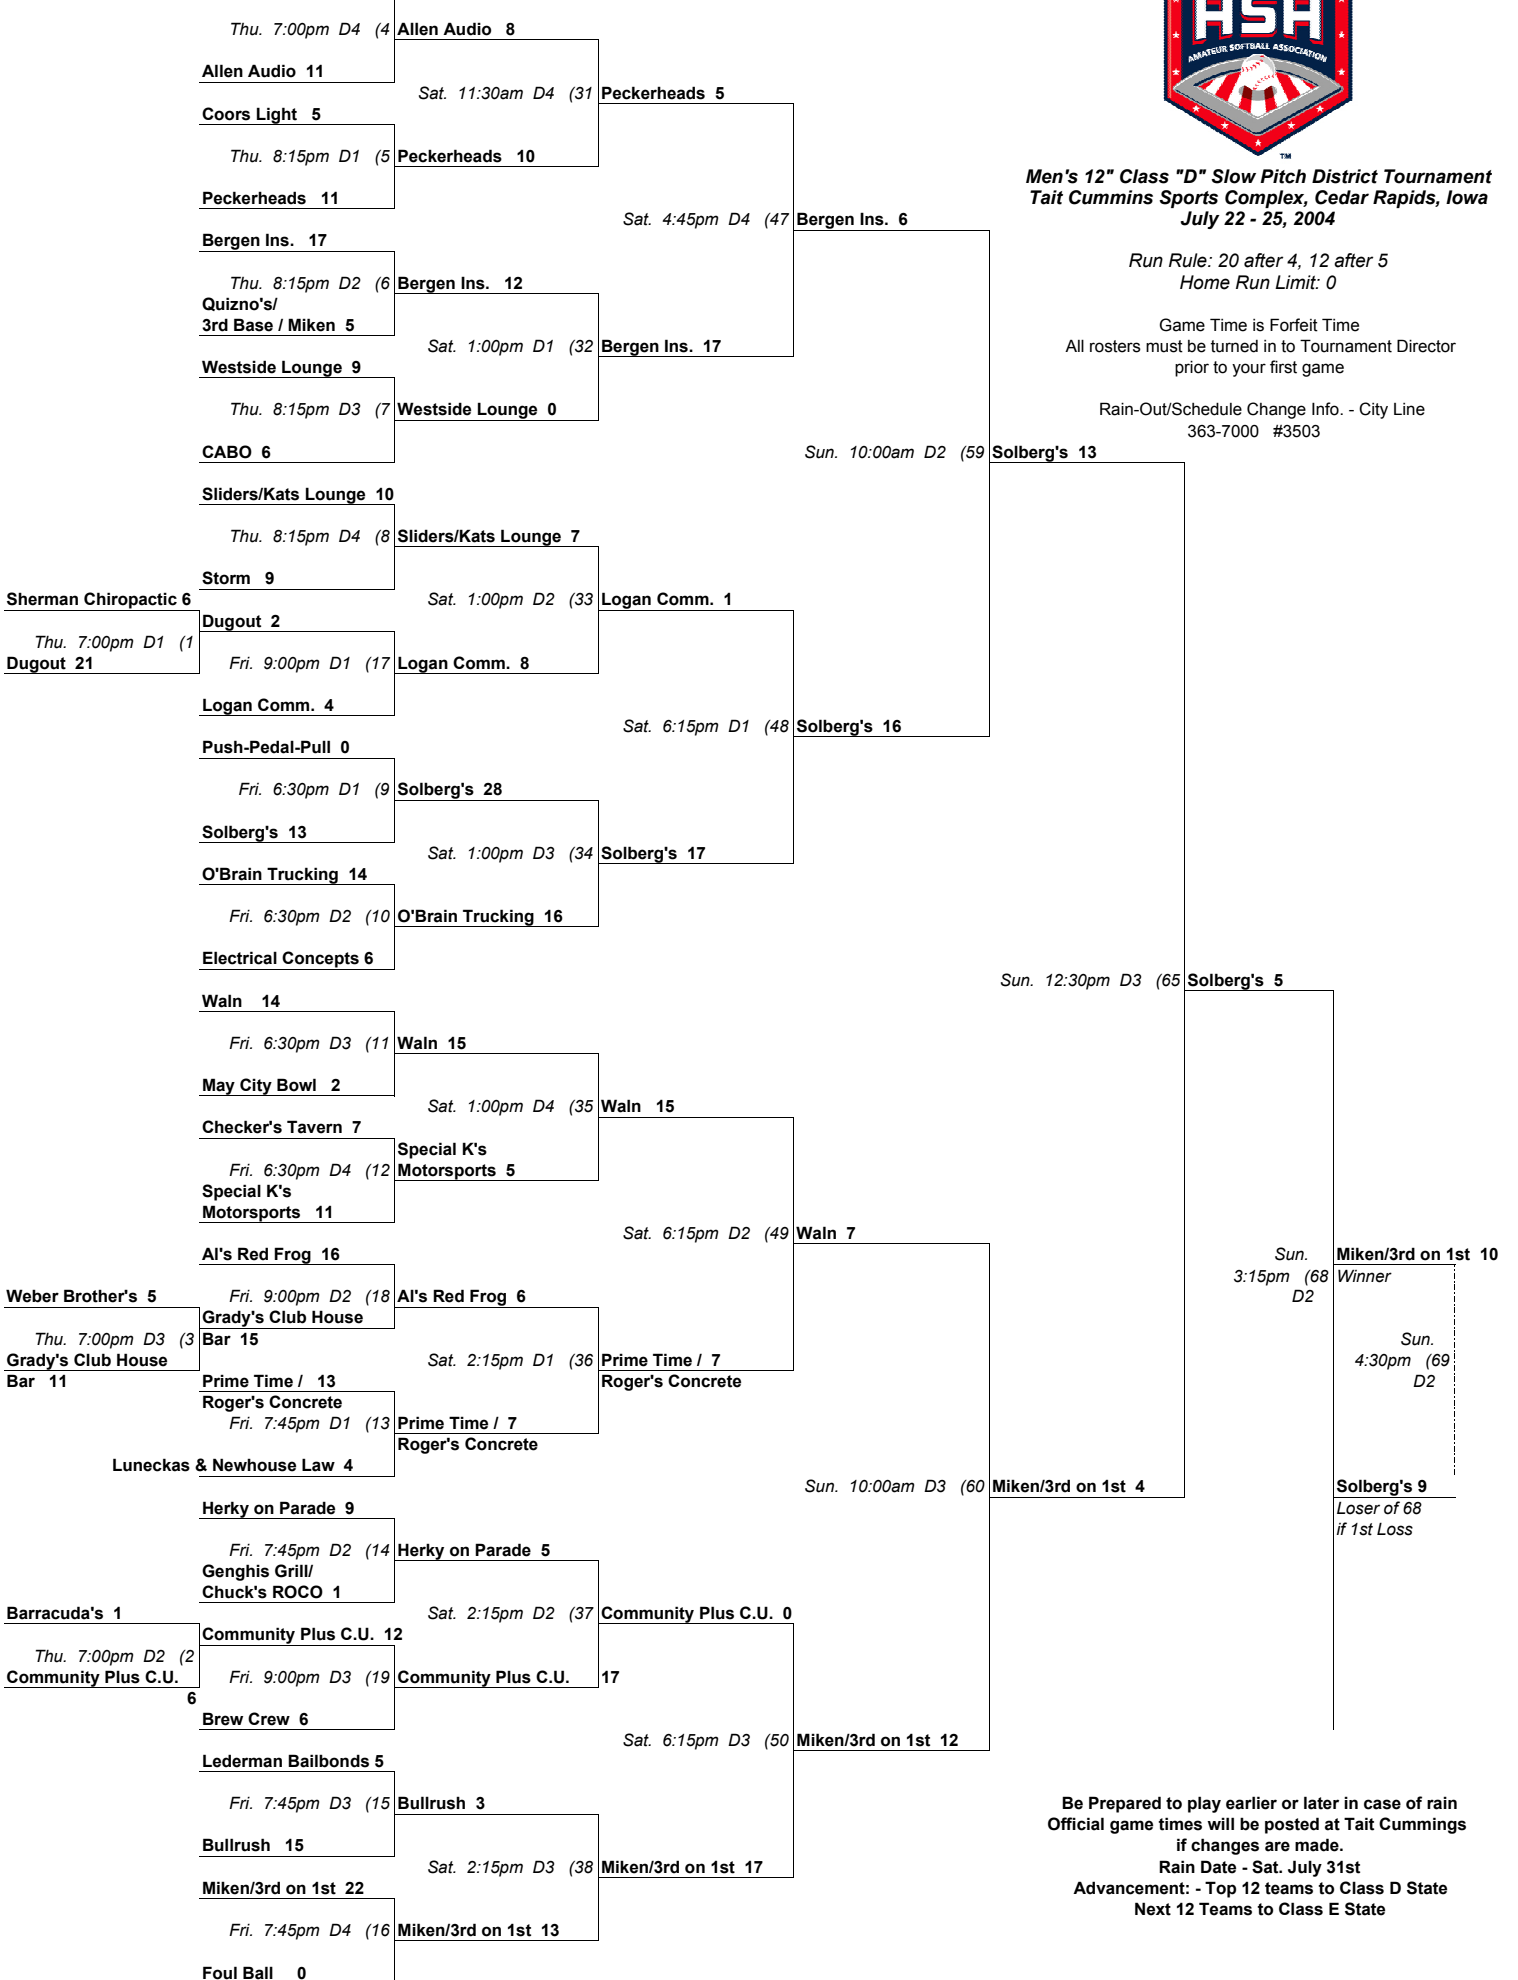 Thu. 7:00pm D4 (4
Allen Audio 8
Allen Audio 11
Sat. 11:30am D4 (31
Peckerheads 5
Coors Light 5
Thu. 8:15pm D1 (5
Peckerheads 10
Peckerheads 11
Sat. 4:45pm D4 (47
Bergen Ins. 6
Bergen Ins. 17
Thu. 8:15pm D2 (6
Bergen Ins. 12
Quizno's/
3rd Base / Miken 5
Sat. 1:00pm D1 (32
Bergen Ins. 17
Westside Lounge 9
Thu. 8:15pm D3 (7
Westside Lounge 0
CABO 6
Sun. 10:00am D2 (59
Solberg's 13
Sliders/Kats Lounge 10
Thu. 8:15pm D4 (8
Sliders/Kats Lounge 7
Storm 9
Sherman Chiropactic 6
Sat. 1:00pm D2 (33
Logan Comm. 1
Dugout 2
Thu. 7:00pm D1 (1
Dugout 21
Fri. 9:00pm D1 (17
Logan Comm. 8
Logan Comm. 4
Sat. 6:15pm D1 (48
Solberg's 16
Push-Pedal-Pull 0
Fri. 6:30pm D1 (9
Solberg's 28
Solberg's 13
Sat. 1:00pm D3 (34
Solberg's 17
O'Brain Trucking 14
Fri. 6:30pm D2 (10
O'Brain Trucking 16
Electrical Concepts 6
Sun. 12:30pm D3 (65
Solberg's 5
Waln 14
Fri. 6:30pm D3 (11
Waln 15
May City Bowl 2
Sat. 1:00pm D4 (35
Waln 15
Checker's Tavern 7
Special K's
Fri. 6:30pm D4 (12
Motorsports 5
Special K's
Motorsports 11
Sat. 6:15pm D2 (49
Waln 7
Al's Red Frog 16
Sun.
Miken/3rd on 1st 10
3:15pm (68
Winner
D2
Weber Brother's 5
Fri. 9:00pm D2 (18
Al's Red Frog 6
Grady's Club House
Thu. 7:00pm D3 (3
Bar 15
Sun.
4:30pm (69
D2
Grady's Club House
Bar 11
Sat. 2:15pm D1 (36
Prime Time / 7
Roger's Concrete
Prime Time / 13
Roger's Concrete
Fri. 7:45pm D1 (13
Prime Time / 7
Roger's Concrete
Luneckas & Newhouse Law 4
Sun. 10:00am D3 (60
Miken/3rd on 1st 4
Solberg's 9
Loser of 68
if 1st Loss
Herky on Parade 9
Fri. 7:45pm D2 (14
Herky on Parade 5
Genghis Grill/
Chuck's ROCO 1
Barracuda's 1
Sat. 2:15pm D2 (37
Community Plus C.U. 0
Community Plus C.U. 12
Thu. 7:00pm D2 (2
Community Plus C.U.
6
Fri. 9:00pm D3 (19
Community Plus C.U. 17
Brew Crew 6
Sat. 6:15pm D3 (50
Miken/3rd on 1st 12
Lederman Bailbonds 5
Fri. 7:45pm D3 (15
Bullrush 3
Bullrush 15
Sat. 2:15pm D3 (38
Miken/3rd on 1st 17
Miken/3rd on 1st 22
Fri. 7:45pm D4 (16
Miken/3rd on 1st 13
Foul Ball 0
ASA
AMATEUR SOFTBALL ASSOCIATION
TM
Men's 12" Class "D" Slow Pitch District Tournament
Tait Cummins Sports Complex, Cedar Rapids, Iowa
July 22 - 25, 2004
Run Rule: 20 after 4, 12 after 5
Home Run Limit: 0
Game Time is Forfeit Time
All rosters must be turned in to Tournament Director
prior to your first game
Rain-Out/Schedule Change Info. - City Line
363-7000 #3503
Be Prepared to play earlier or later in case of rain
Official game times will be posted at Tait Cummings
if changes are made.
Rain Date - Sat. July 31st
Advancement: - Top 12 teams to Class D State
Next 12 Teams to Class E State